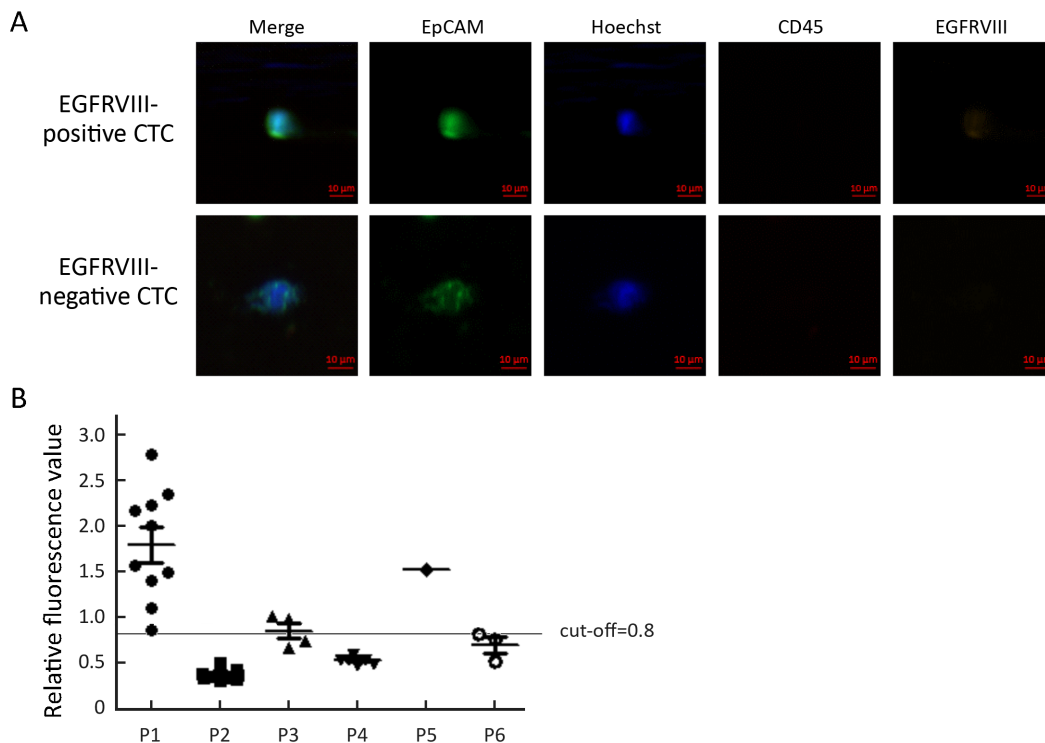 A
Merge EpCAM Hoechst CD45 EGFRVIII
EGFRVIII-
positive CTC
10 µm 10 µm 10 µm 10 µm 10 µm
EGFRVIII-
negative CTC
10 µm 10 µm 10 µm 10 µm 10 µm
B
Relative fluorescence value
3.0
2.5
2.0
1.5
1.0
0.5
0
cut-off=0.8
P1 P2 P3 P4 P5 P6